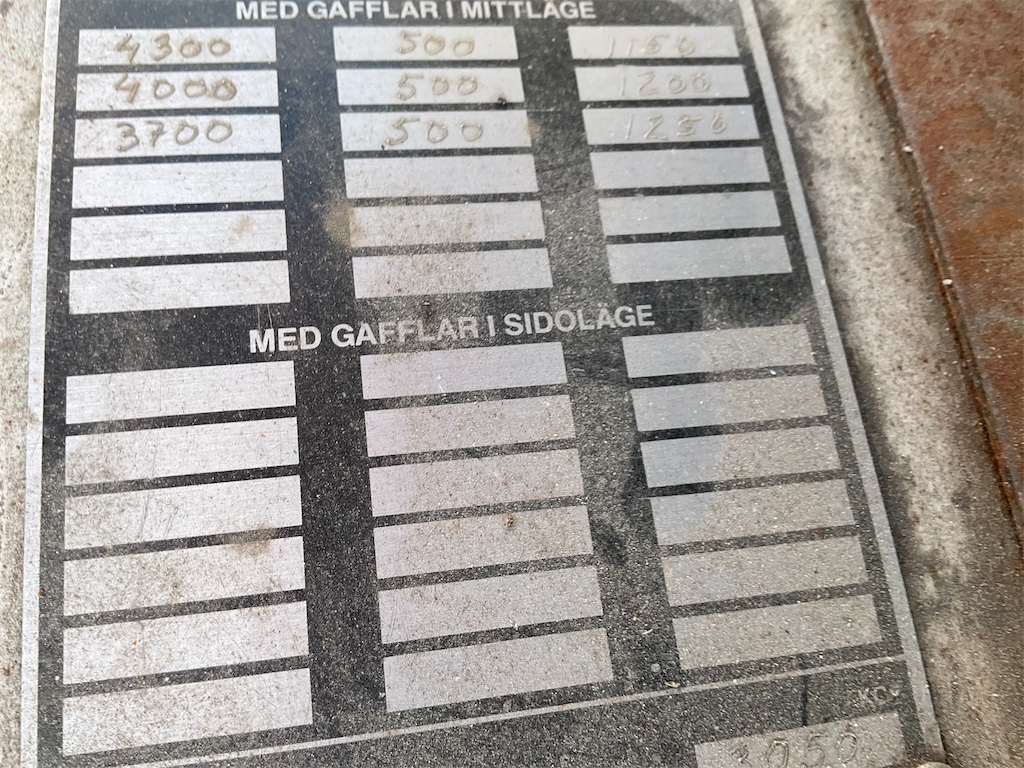 MED GAFFLAR I MITTLÄGE
4300 500 1150
4000 500 1200
3700 500 1250
MED GAFFLAR I SIDOLÄGE
KG
3050